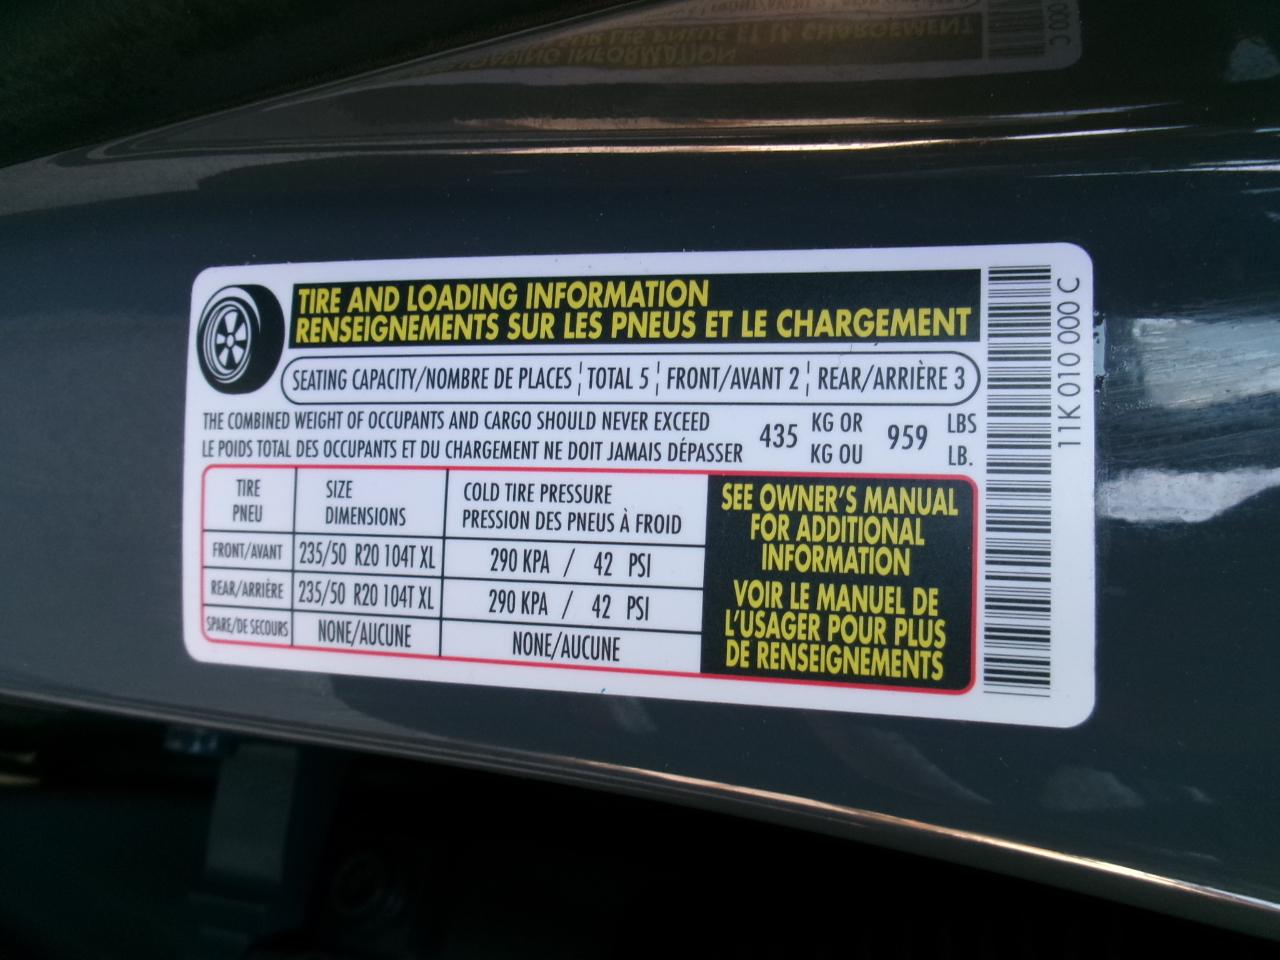 TIRE AND LOADING INFORMATION
RENSEIGNEMENTS SUR LES PNEUS ET LE CHARGEMENT
SEATING CAPACITY/NOMBRE DE PLACES TOTAL 5 FRONT/AVANT 2 REAR/ARRIÈRE 3
THE COMBINED WEIGHT OF OCCUPANTS AND CARGO SHOULD NEVER EXCEED 435 KG OR 959 LBS
LE POIDS TOTAL DES OCCUPANTS ET DU CHARGEMENT NE DOIT JAMAIS DÉPASSER KG OU LB.
TIRE SIZE COLD TIRE PRESSURE
PNEU DIMENSIONS PRESSION DES PNEUS À FROID
FRONT/AVANT 235/50 R20 104T XL 290 KPA / 42 PSI
REAR/ARRIÈRE 235/50 R20 104T XL 290 KPA / 42 PSI
SPARE/DE SECOURS NONE/AUCUNE NONE/AUCUNE
SEE OWNER'S MANUAL
FOR ADDITIONAL
INFORMATION
VOIR LE MANUEL DE
L'USAGER POUR PLUS
DE RENSEIGNEMENTS
11K 010 000 C